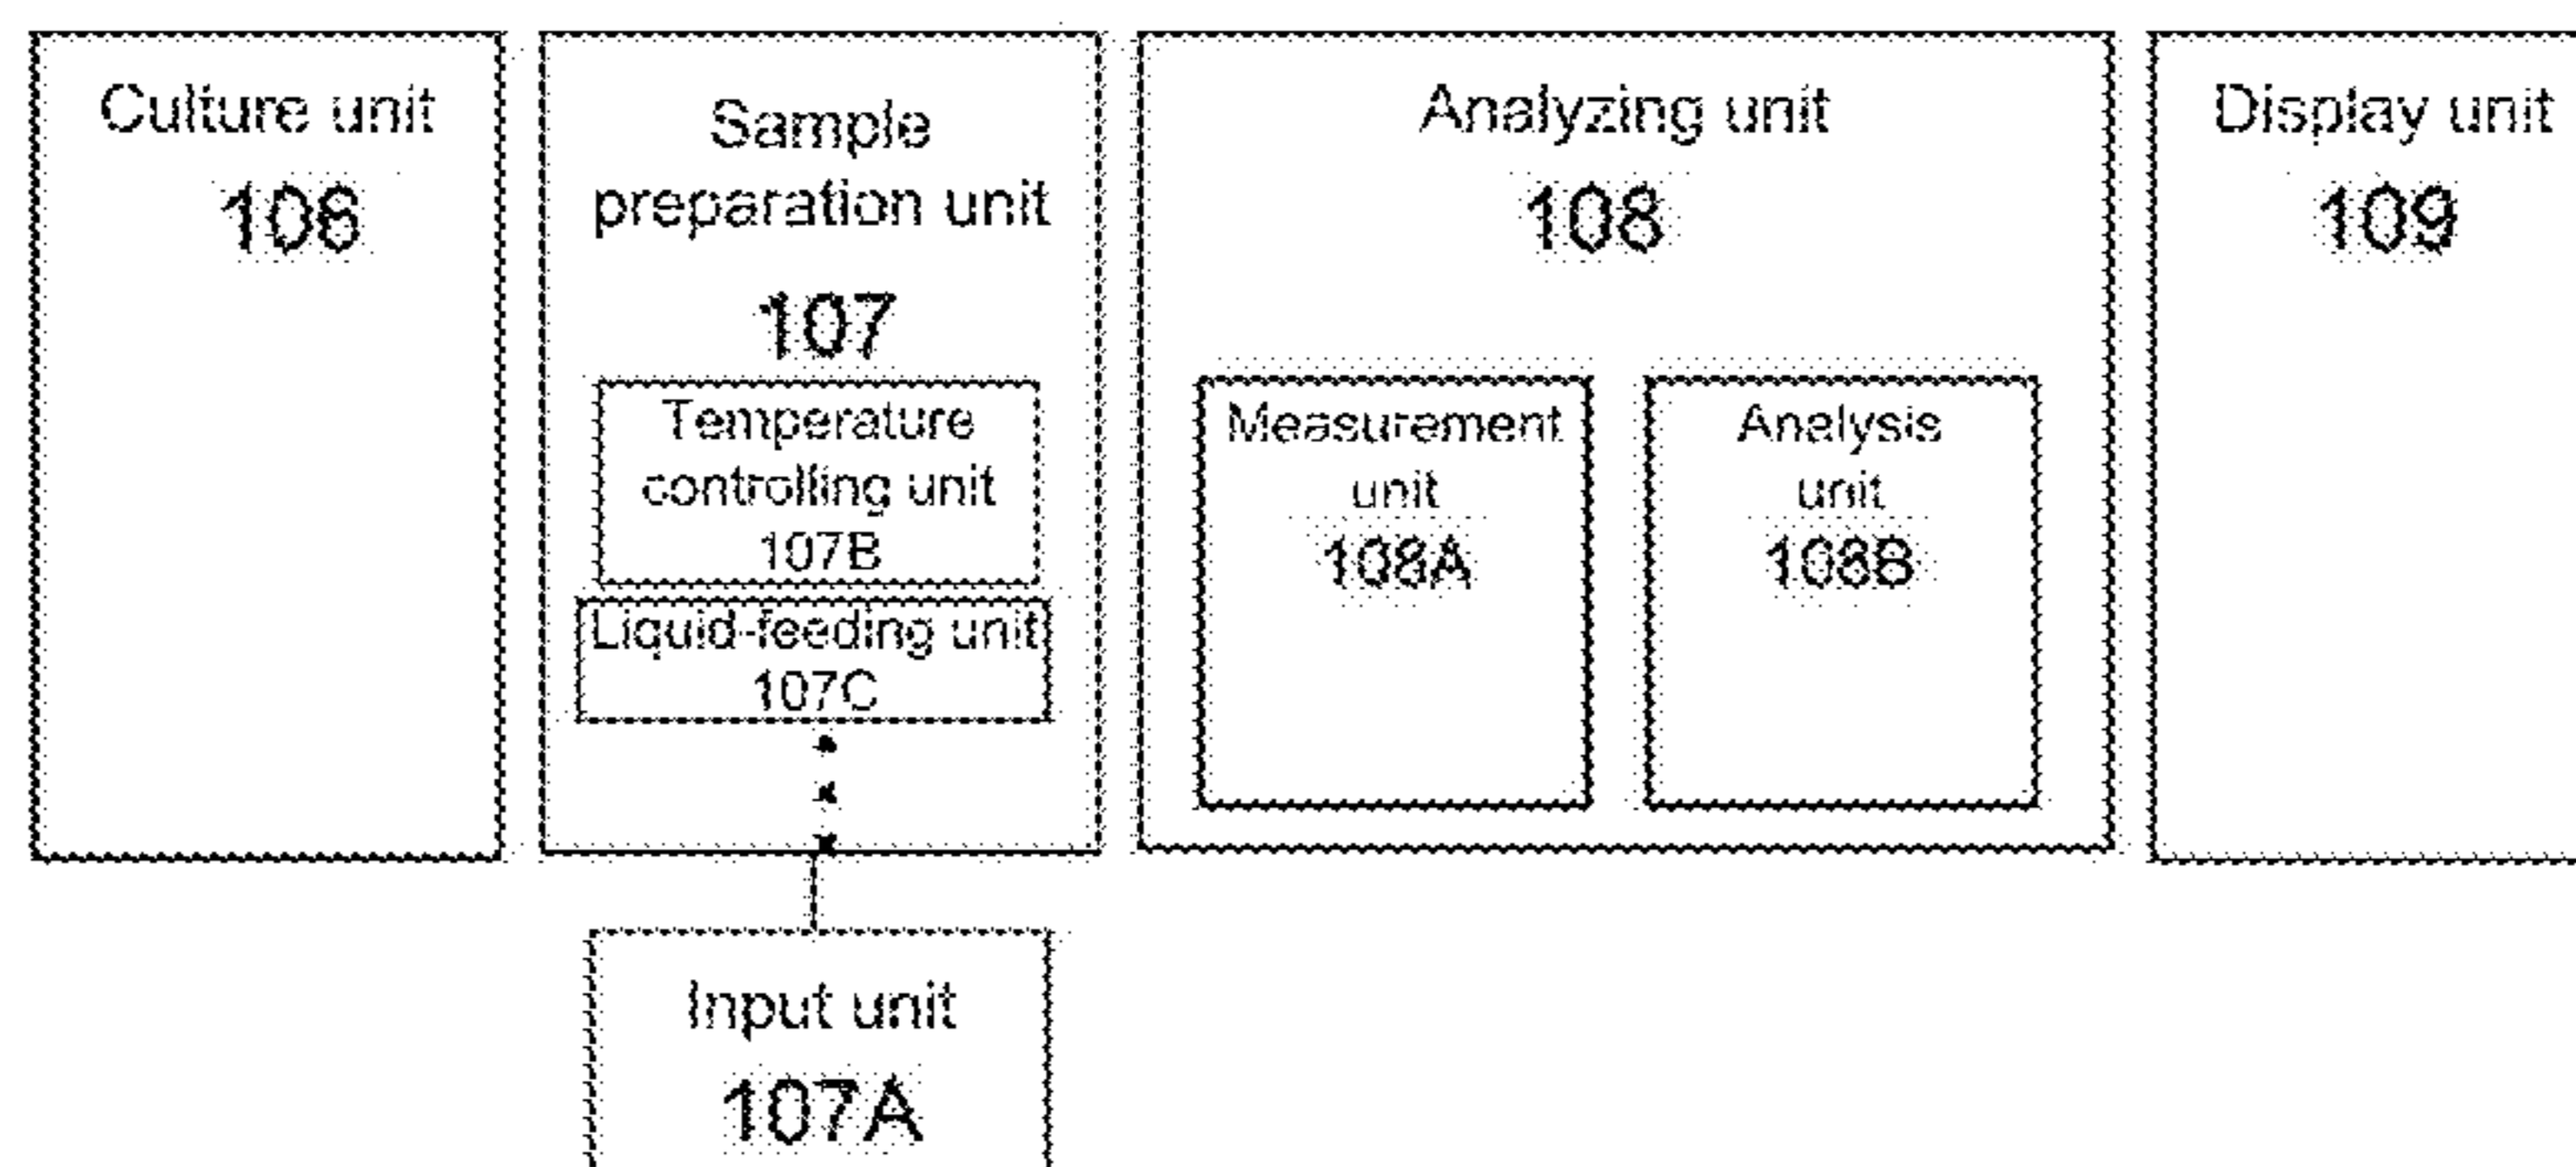 Culture unit
106
Sample
preparation unit
107
Temperature
controlling unit
107B
Liquid-feeding unit
107C
Input unit
107A
Analyzing unit
108
Measurement
unit
108A
Analysis
unit
108B
Display unit
109